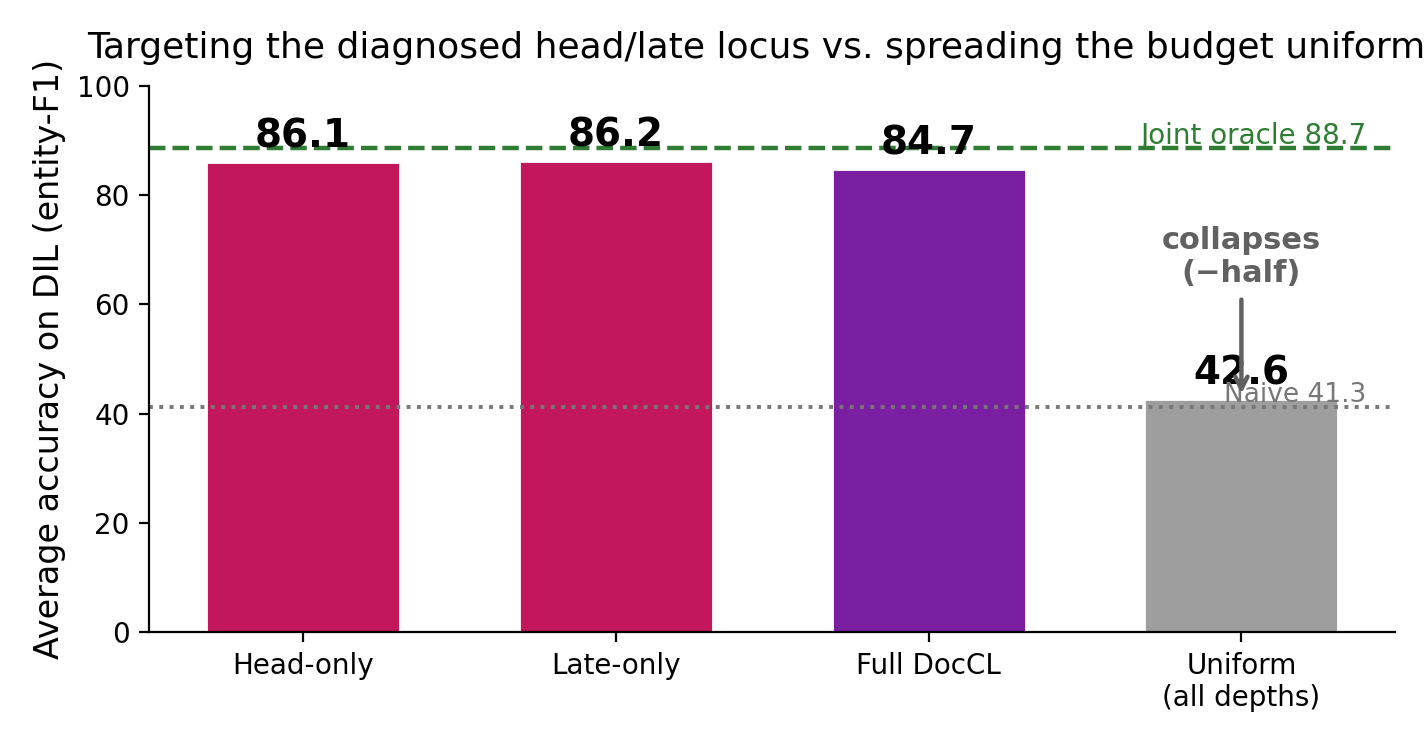 Targeting the diagnosed head/late locus vs. spreading the budget uniform
Average accuracy on DIL (entity-F1)
100
80
60
40
20
0
86.1
86.2
84.7
Joint oracle 88.7
collapses
(−half)
42.6
Naive 41.3
Head-only
Late-only
Full DocCL
Uniform
(all depths)